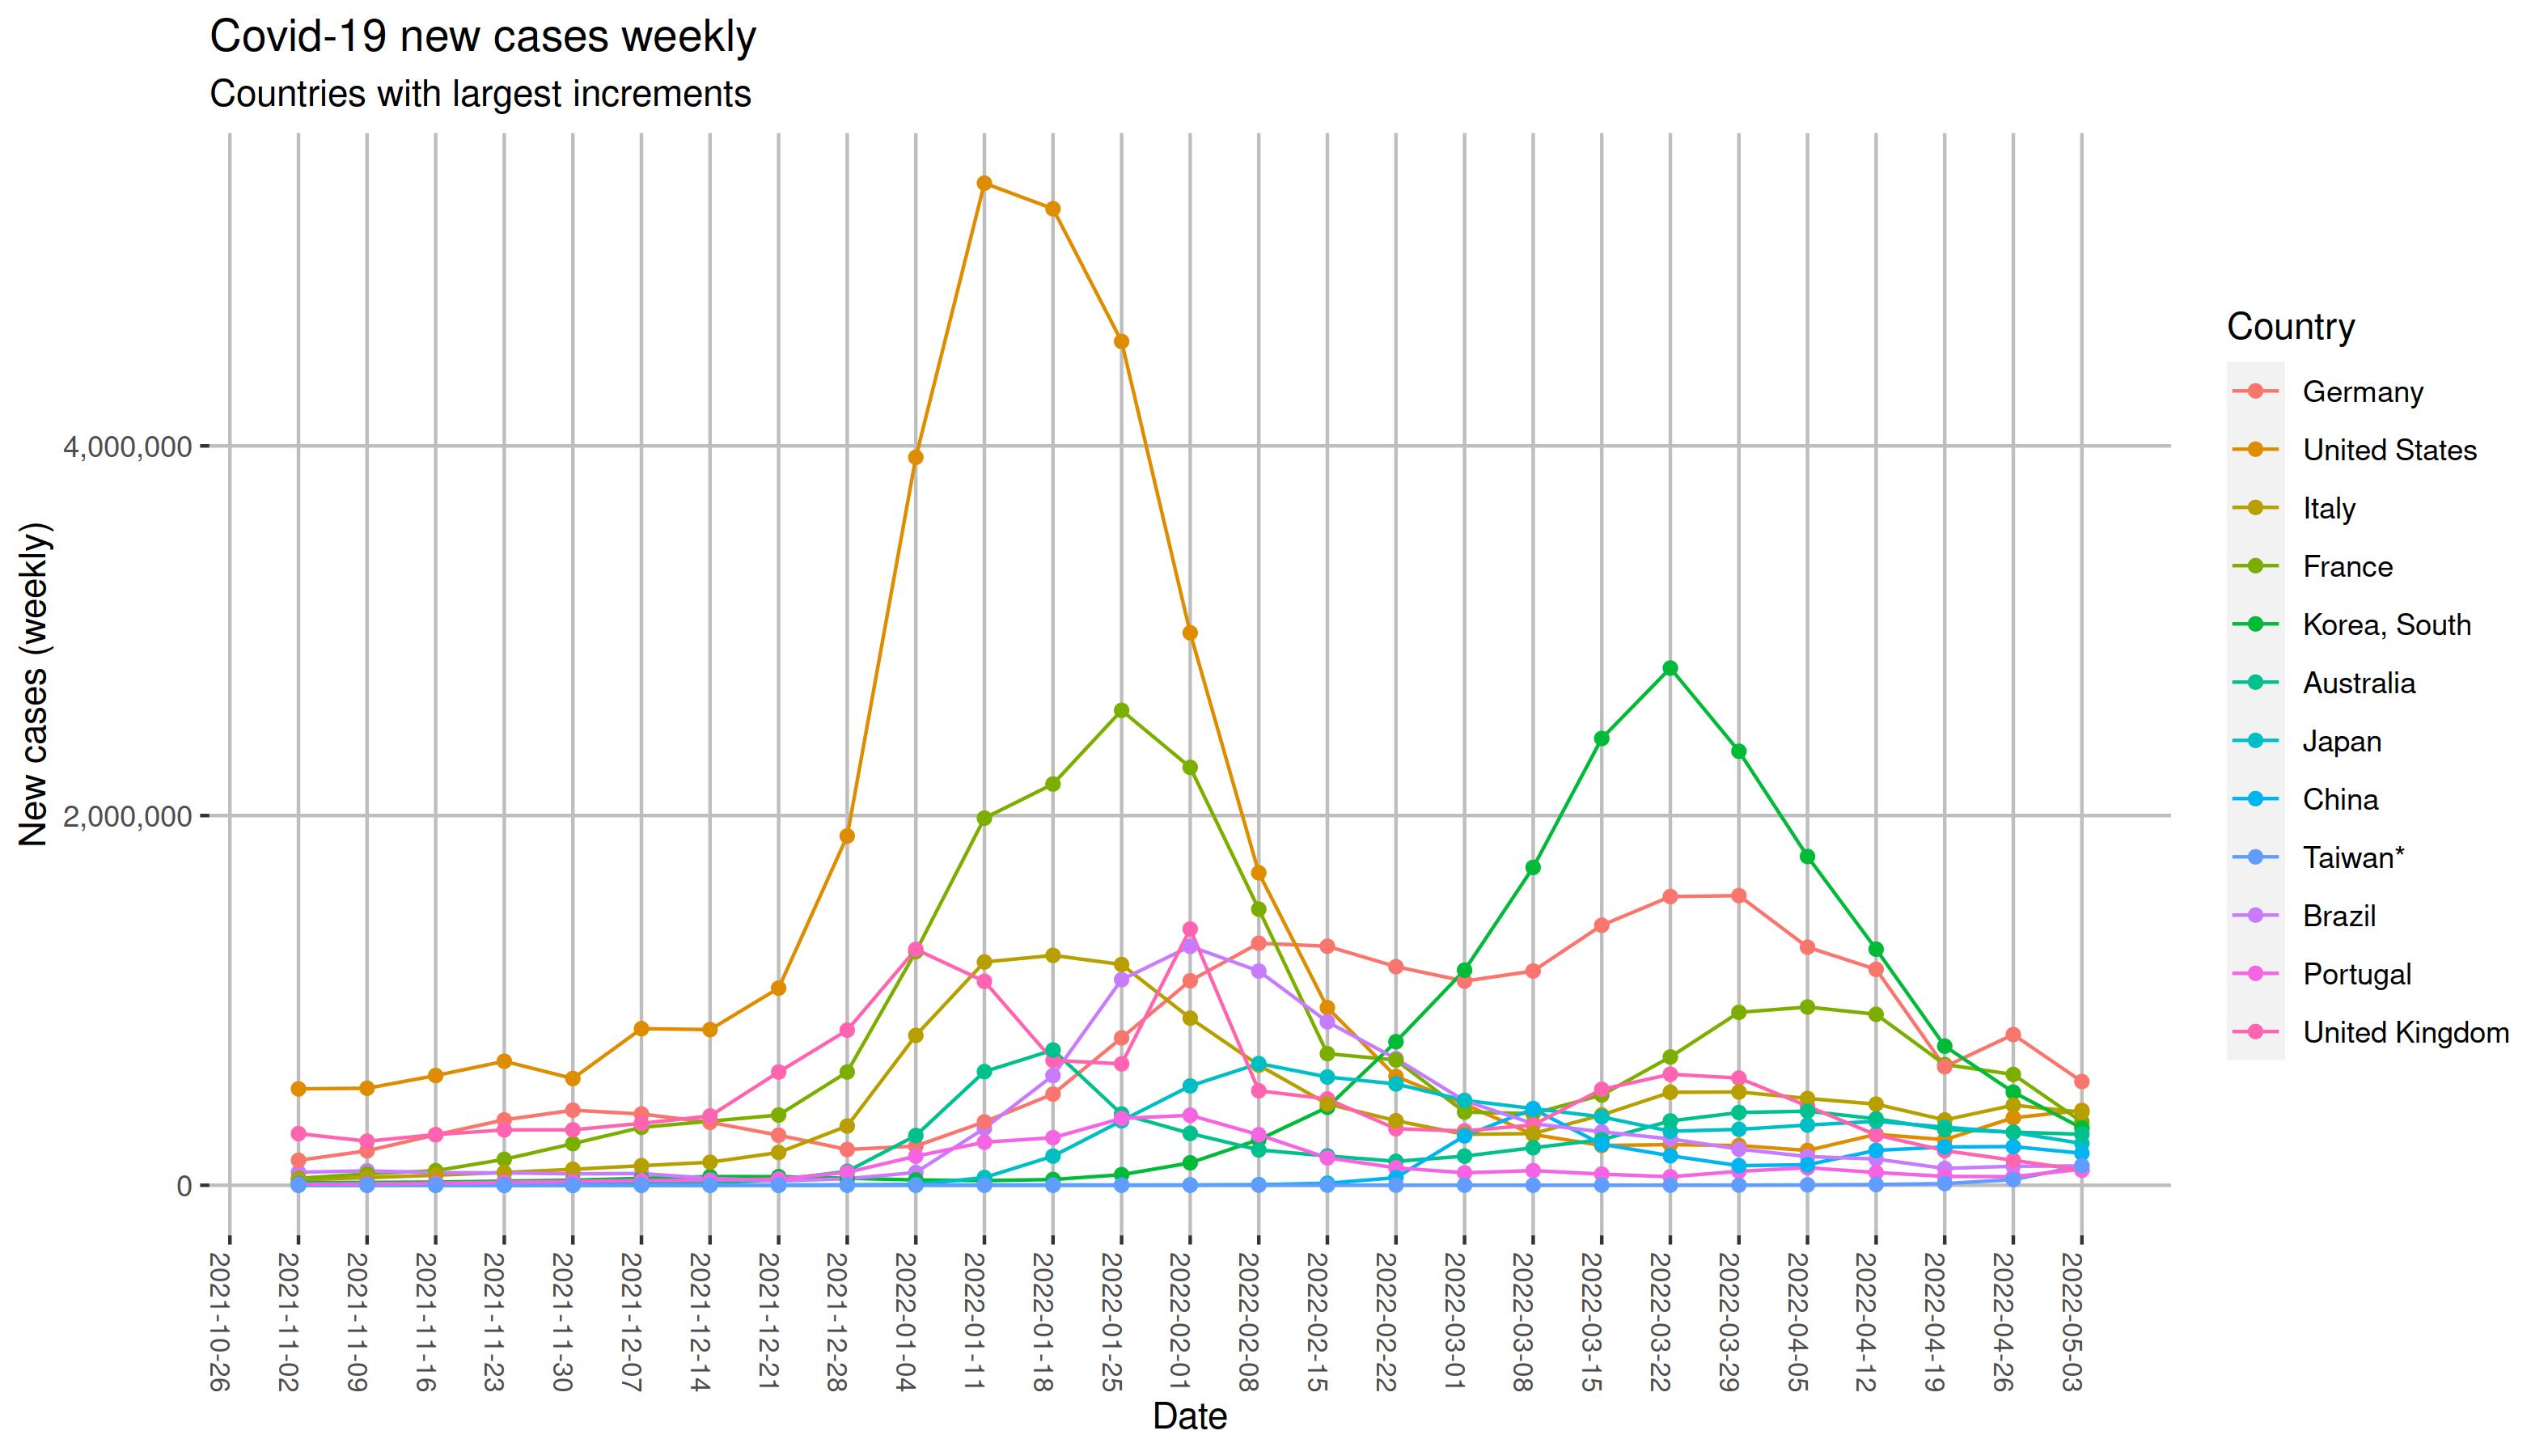 Covid-19 new cases weekly
Countries with largest increments
New cases (weekly)
4,000,000
2,000,000
0
2021-10-26
2021-11-02
2021-11-09
2021-11-16
2021-11-23
2021-11-30
2021-12-07
2021-12-14
2021-12-21
2021-12-28
2022-01-04
2022-01-11
2022-01-18
2022-01-25
2022-02-01
2022-02-08
2022-02-15
2022-02-22
2022-03-01
2022-03-08
2022-03-15
2022-03-22
2022-03-29
2022-04-05
2022-04-12
2022-04-19
2022-04-26
2022-05-03
Date
Country
Germany
United States
Italy
France
Korea, South
Australia
Japan
China
Taiwan*
Brazil
Portugal
United Kingdom